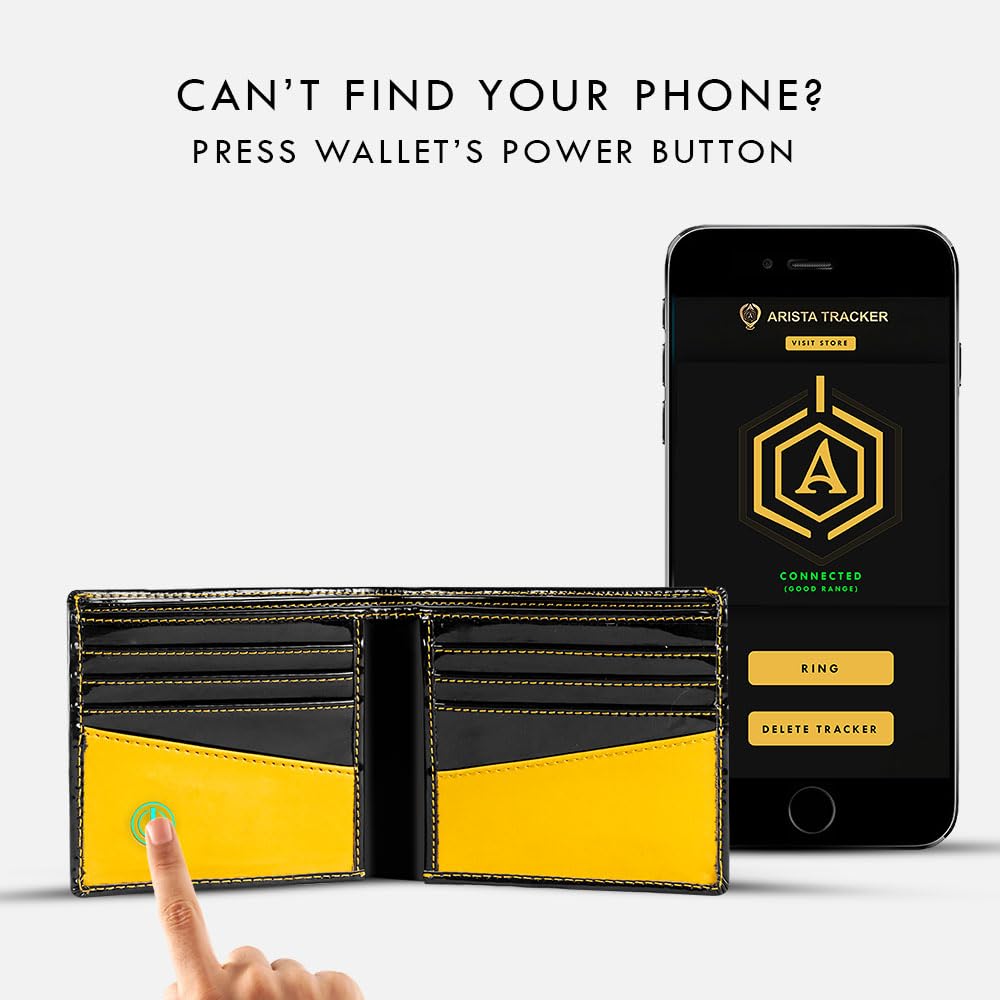 CAN'T FIND YOUR PHONE?
PRESS WALLET'S POWER BUTTON
ARISTA TRACKER
VISIT STORE
A
CONNECTED
(GOOD RANGE)
RING
DELETE TRACKER